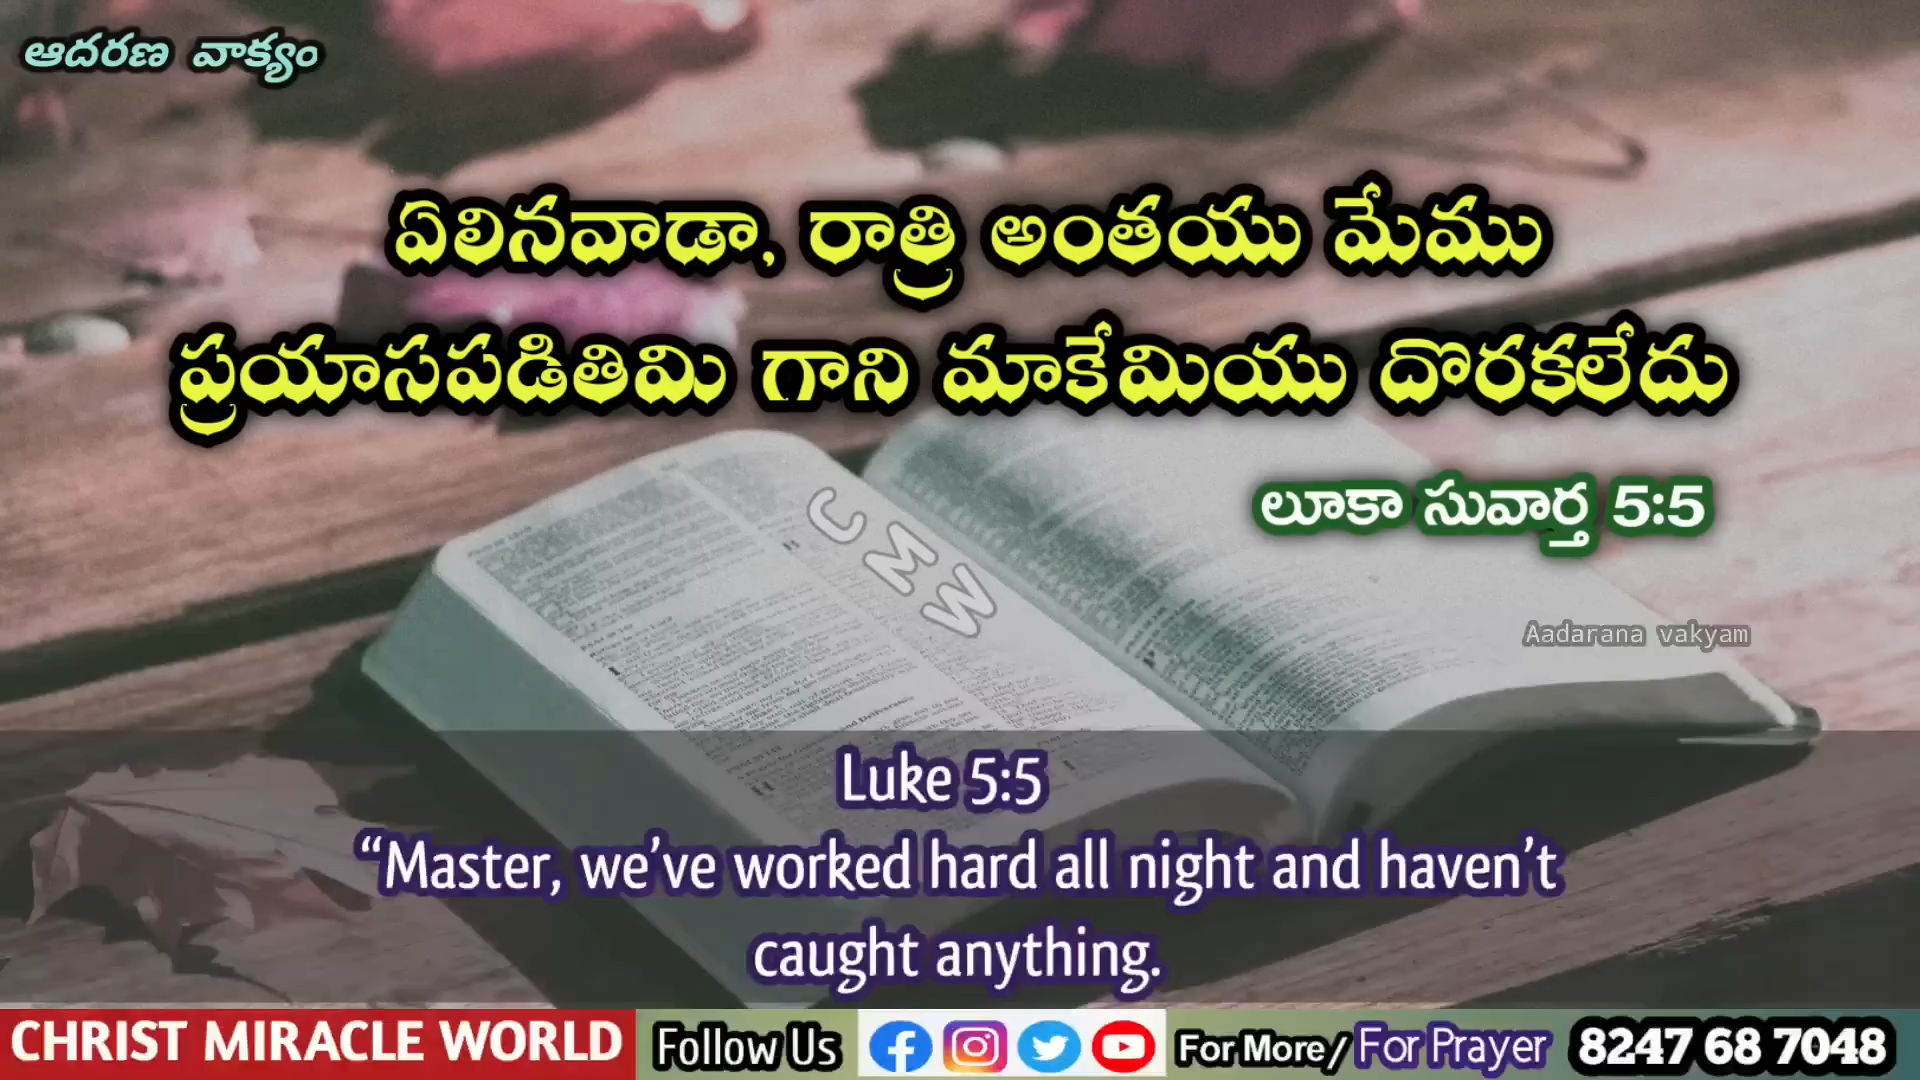 ఆదరణ వాక్యం
ఏలినవాడా, రాత్రి అంతయు మేము
ప్రయాసపడితిమి గాని మాకేమియు దొరకలేదు
లూకా సువార్త 5:5
CMW
Aadarana vakyam
Luke 5:5
“Master, we’ve worked hard all night and haven’t
caught anything.
CHRIST MIRACLE WORLD Follow Us For More/ For Prayer 8247 68 7048